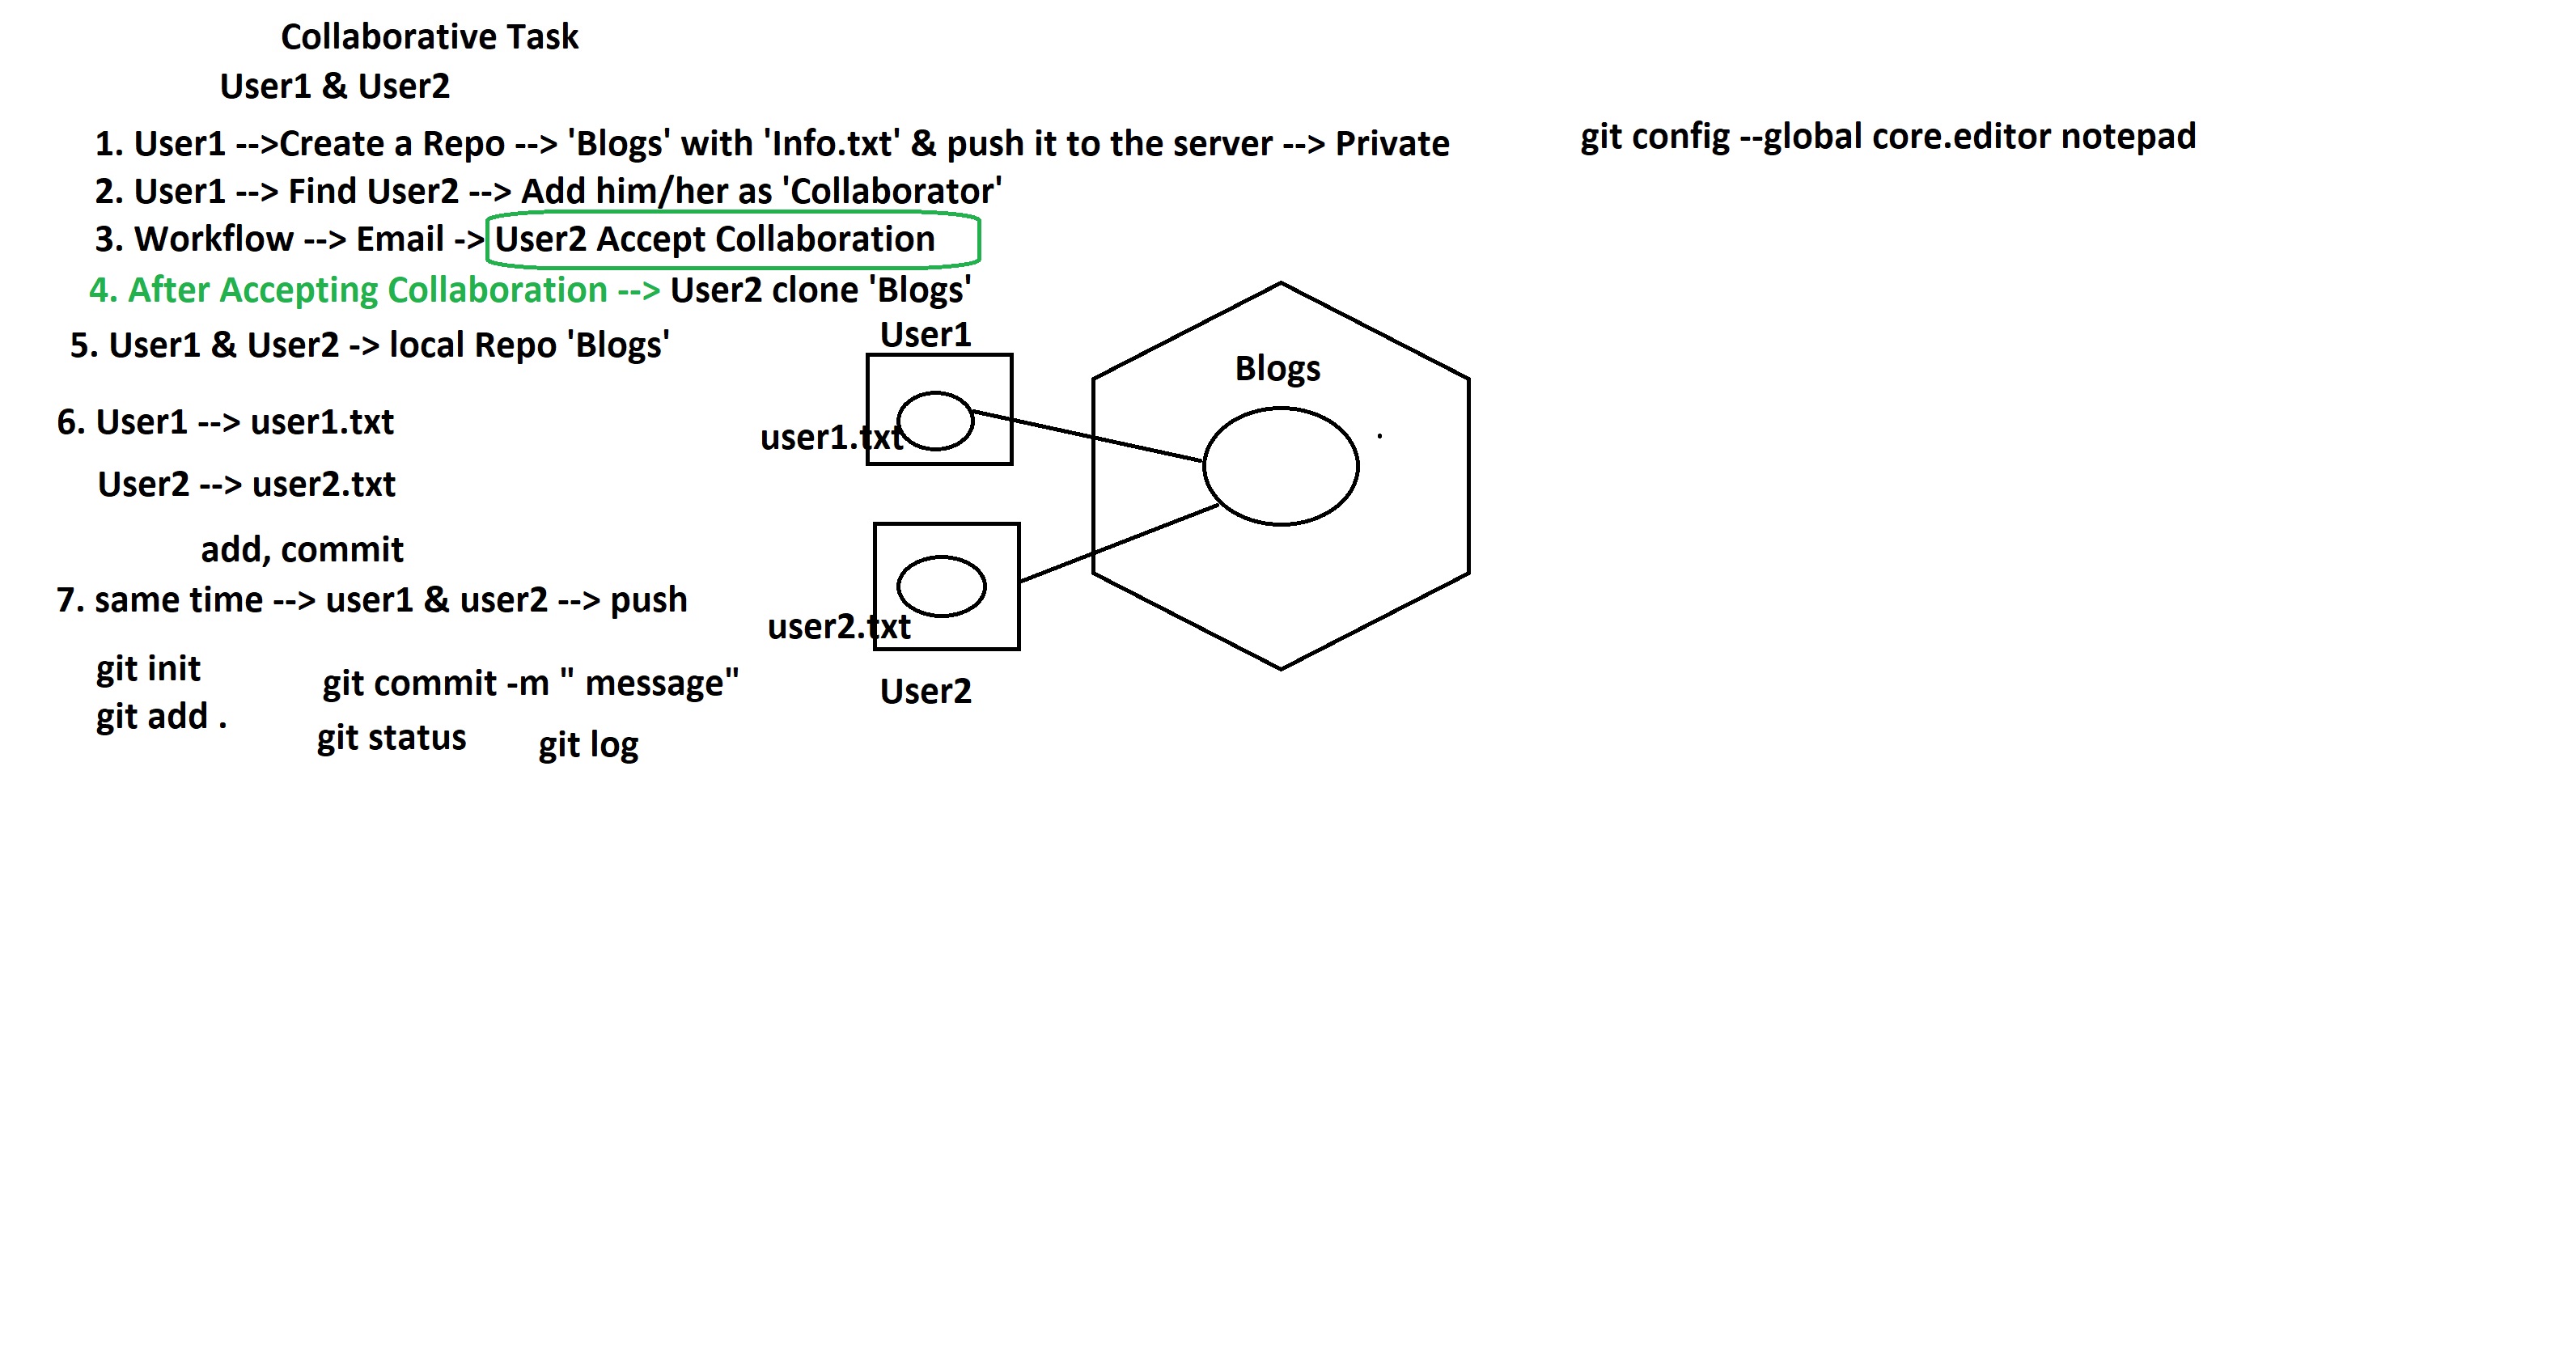 Collaborative Task
User1 & User2
1. User1 -->Create a Repo --> 'Blogs' with 'Info.txt' & push it to the server --> Private
git config --global core.editor notepad
2. User1 --> Find User2 --> Add him/her as 'Collaborator'
3. Workflow --> Email -> User2 Accept Collaboration
4. After Accepting Collaboration --> User2 clone 'Blogs'
5. User1 & User2 -> local Repo 'Blogs'
6. User1 --> user1.txt
User2 --> user2.txt
add, commit
7. same time --> user1 & user2 --> push
git init
git add .
git commit -m " message"
git status
git log
User1
user1.txt
Blogs
user2.txt
User2